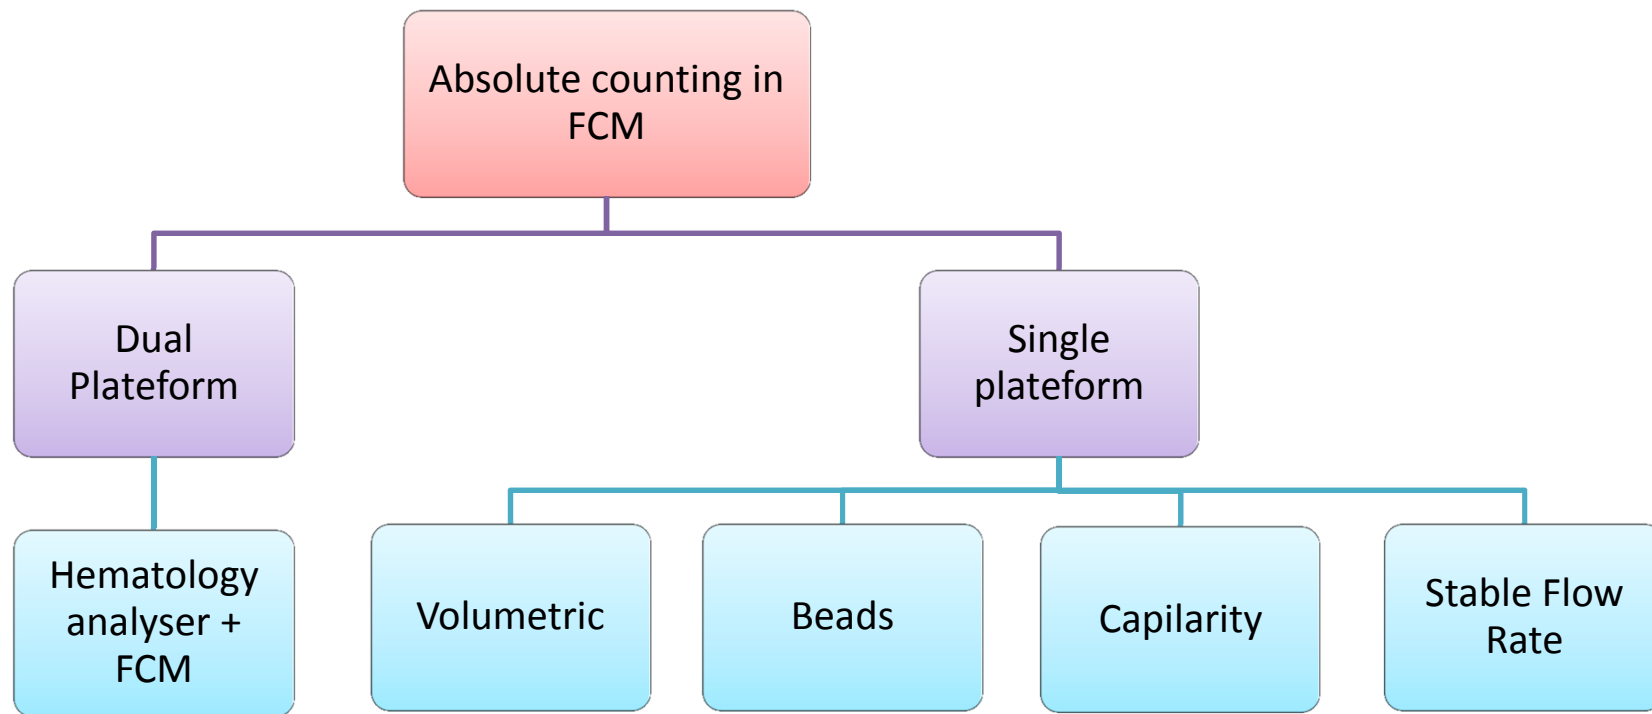 Absolute counting in
FCM
Dual
Plateform
Single
plateform
Hematology
analyser +
FCM
Volumetric
Beads
Capilarity
Stable Flow
Rate